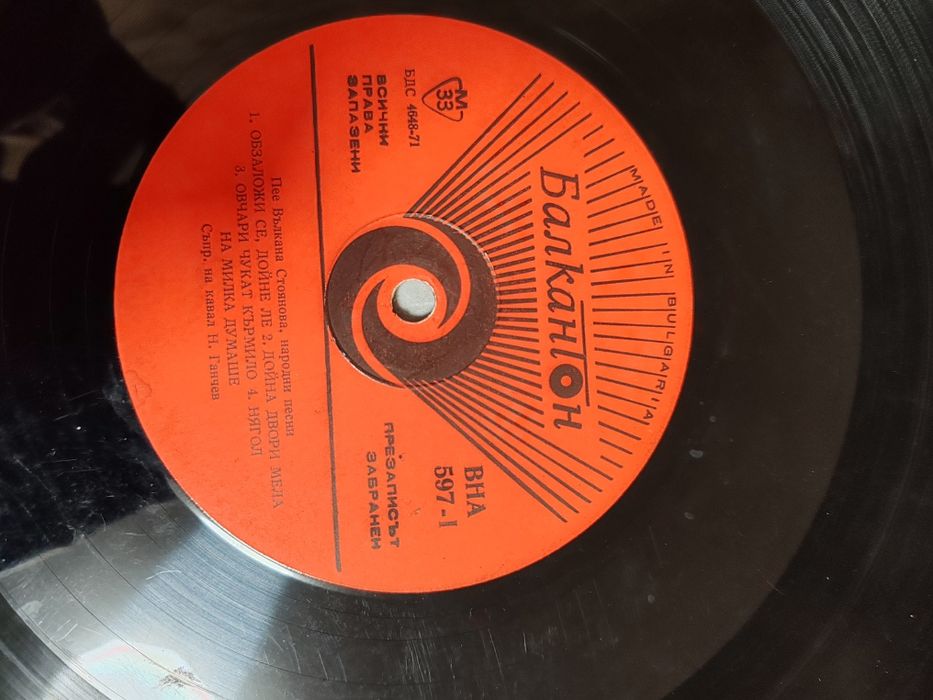 MADE IN BULGARIA
Балкантон
М
33
БДС 4648-71
ВСИЧКИ
ПРАВА
ЗАПАЗЕНИ
ВНА
597-I
ПРЕЗАПИСЪТ
ЗАБРАНЕН
Пее Вълкана Стоянова, народни песни
1. ОБЗАЛОЖИ СЕ, ДОЙНЕ ЛЕ 2. ДОЙНА ДВОРИ МЕЛА
3. ОВЧАРИ ЧУКАТ КЪРМИЛО 4. НЯГОЛ
НА МИЛКА ДУМАШЕ
Съпр. на кавал Н. Ганчев